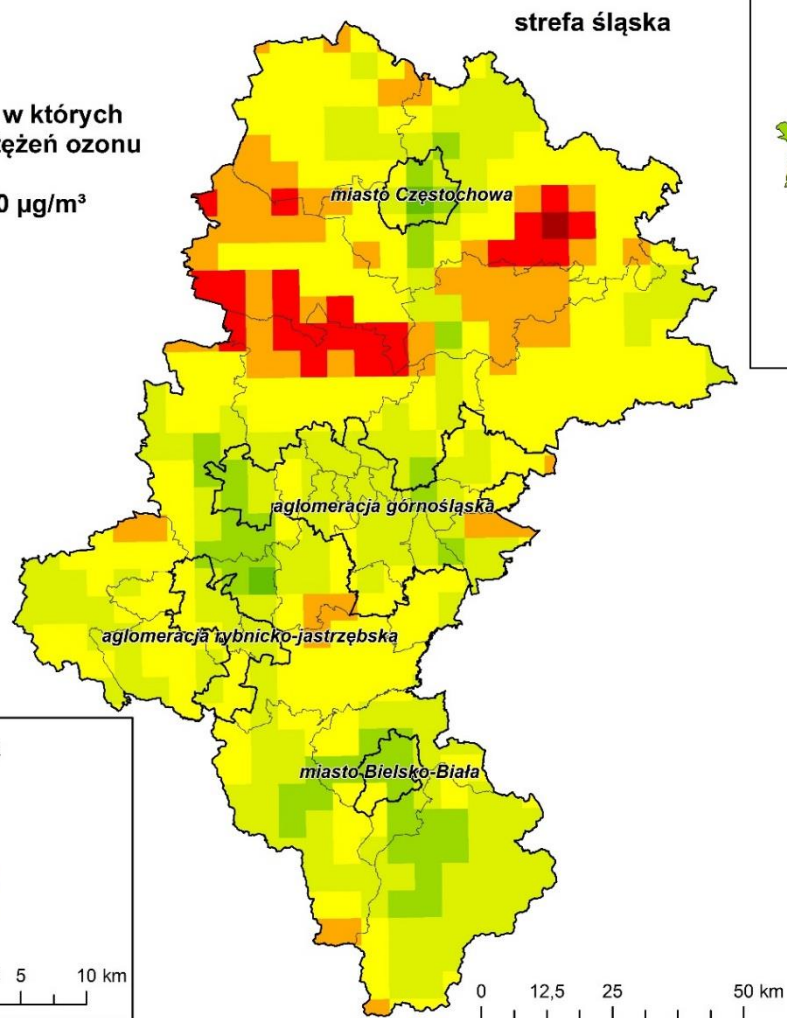 strefa śląska
w których
ężeń ozonu
0 µg/m³
miasto Częstochowa
aglomeracja górnośląska
aglomeracja rybnicko-jastrzębska
miasto Bielsko-Biała
5 10 km
0 12,5 25 50 km